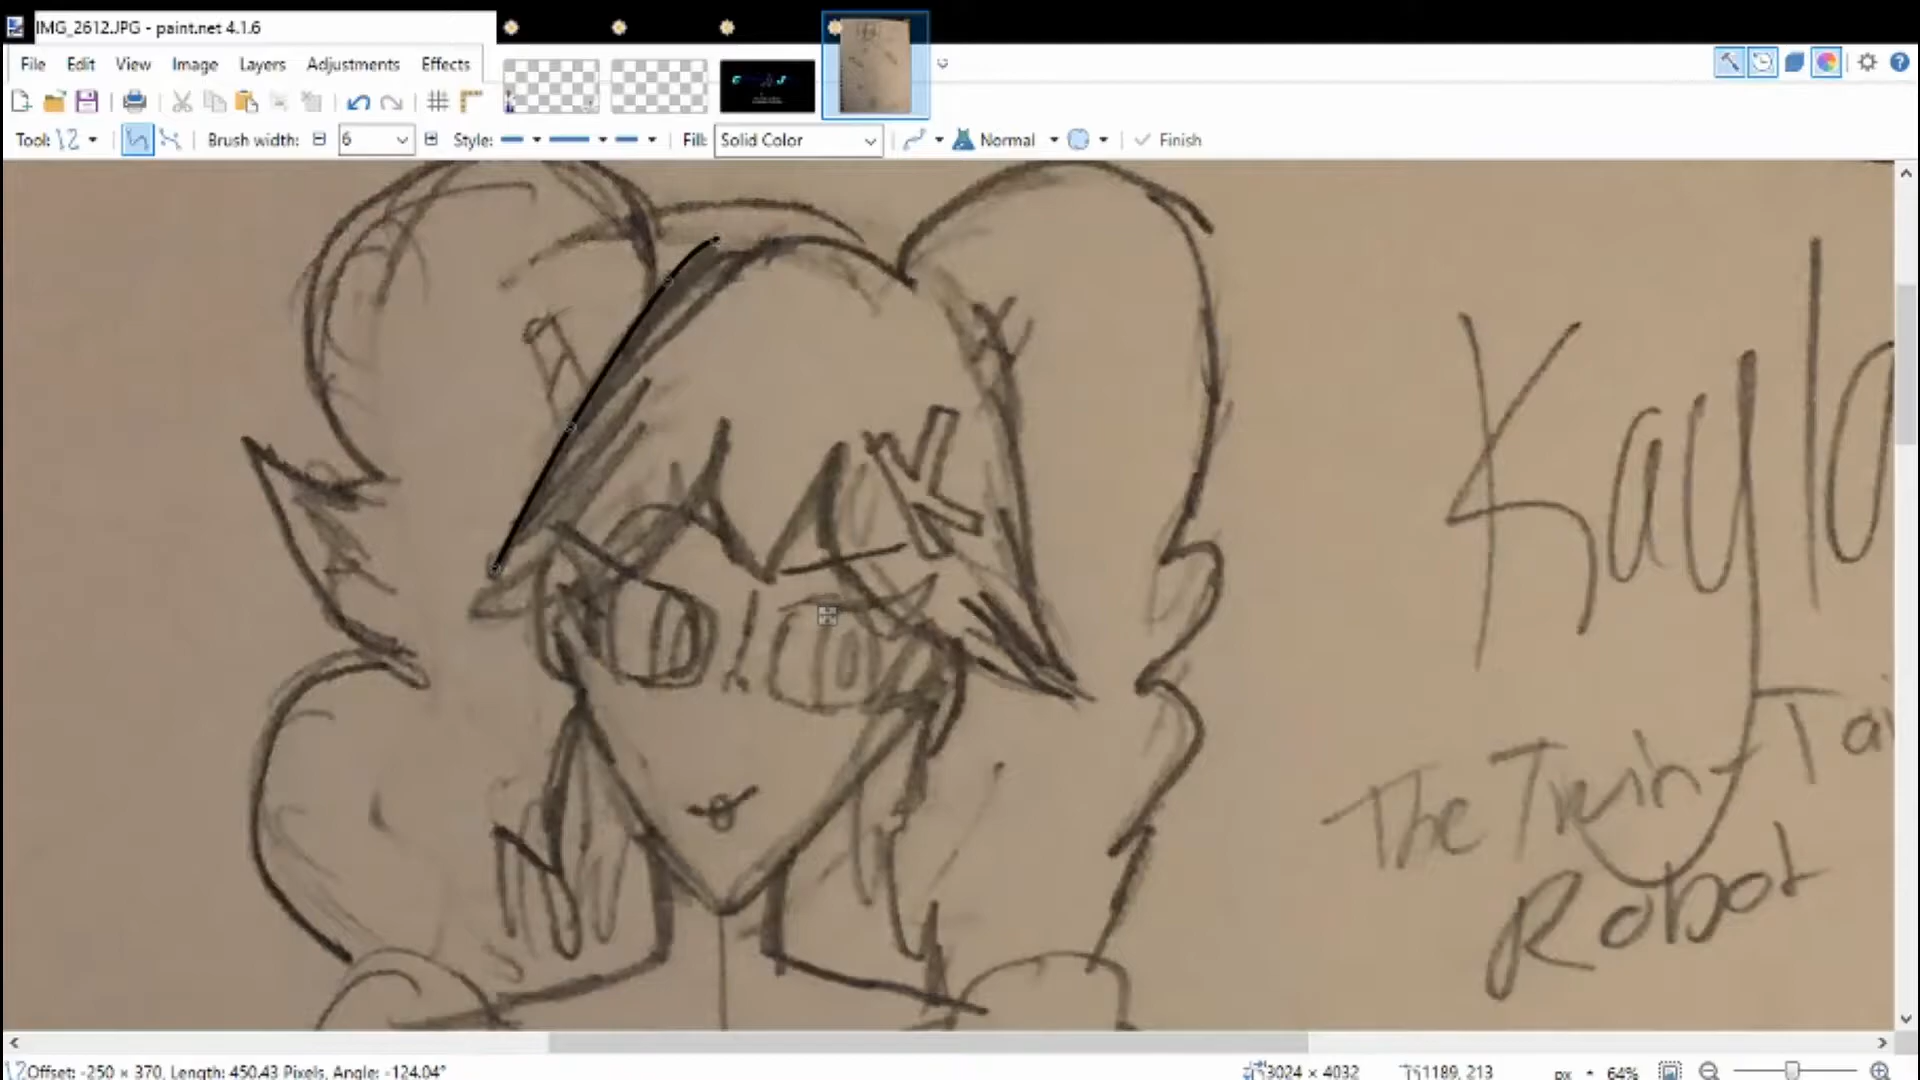 IMG_2612.JPG - paint.net 4.1.6
File Edit View Image Layers Adjustments Effects
Tool: Brush width: 6 Style: Fill: Solid Color Normal Finish
K
Kayla
The Twin-Tai
Robot
Offset: -250 × 370, Length: 450.43 Pixels, Angle: -124.04°
3024 × 4032 1189, 213 px 64%